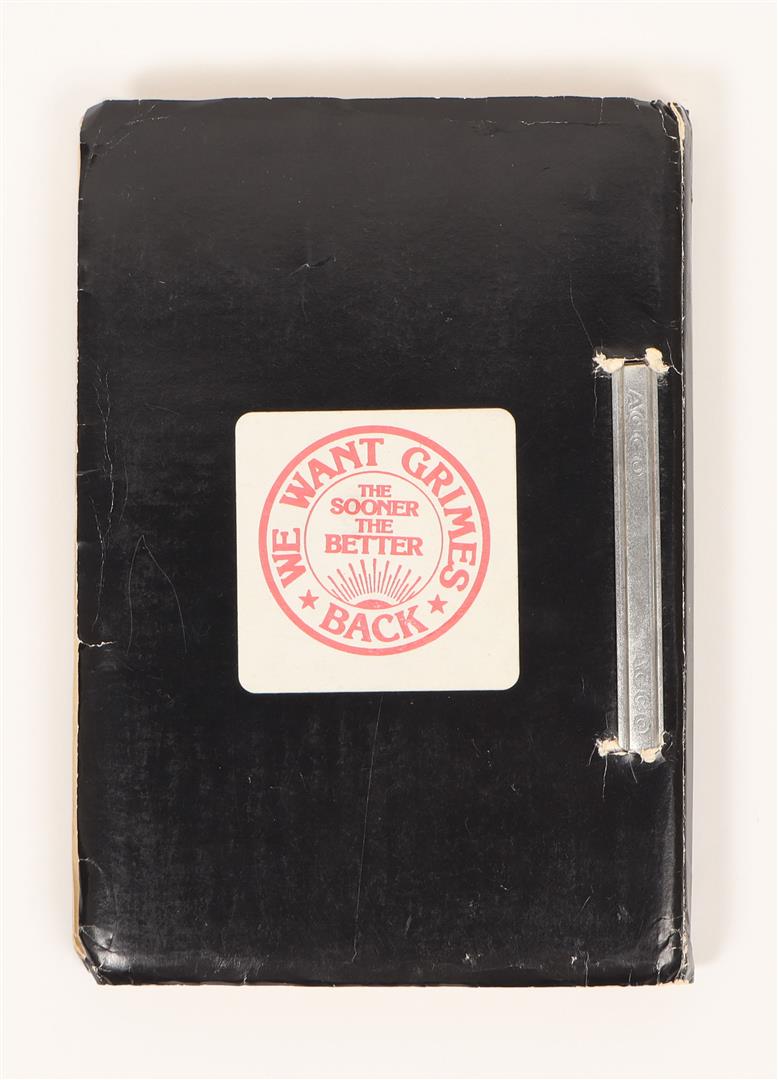 WE WANT GRIMES
THE
SOONER
THE
BETTER
★ BACK ★
ACCO
ACCO